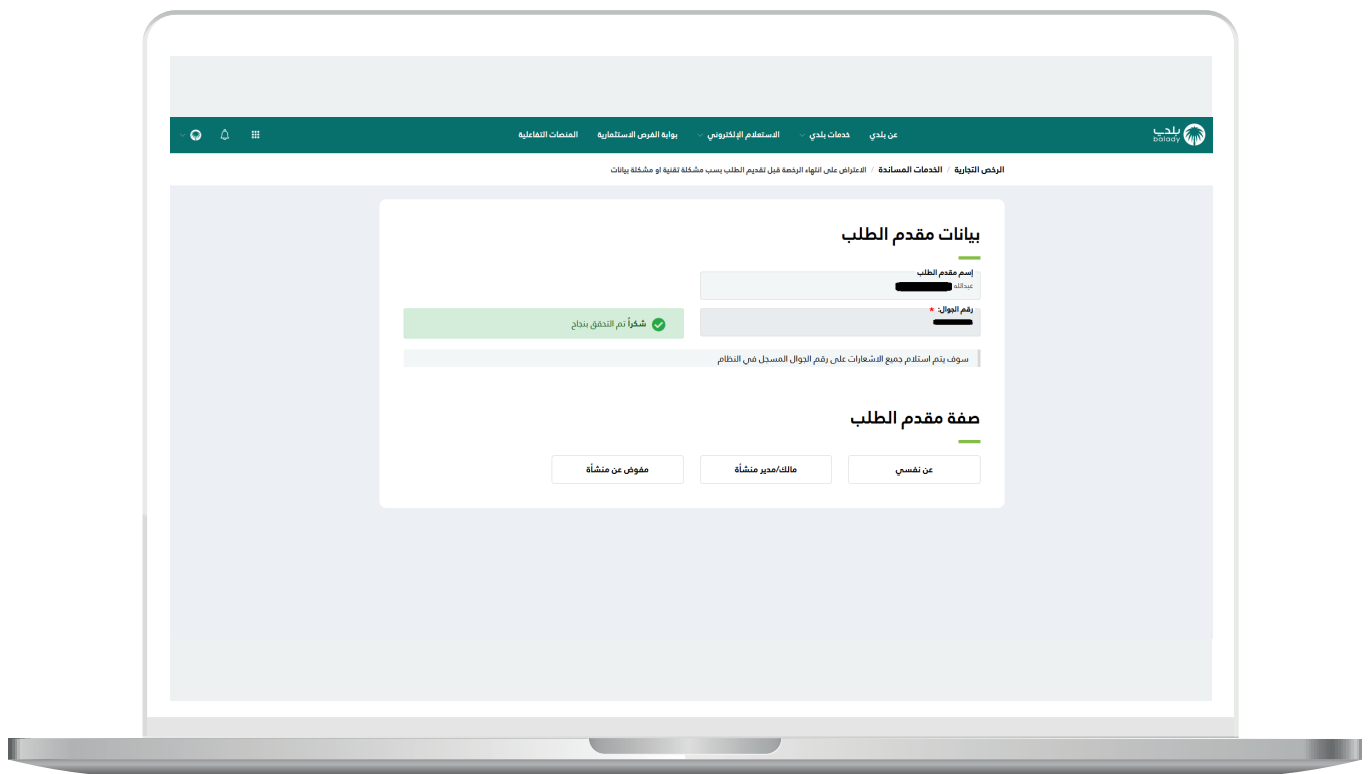 بلدي
balady
عن بلدي خدمات بلدي الاستعلام الإلكتروني بوابة الفرص الاستثمارية المنصات التفاعلية
الرخص التجارية / الخدمات المساندة / الاعتراض على انتهاء الرخصة قبل تقديم الطلب بسب مشكلة تقنية او مشكلة بيانات
بيانات مقدم الطلب
إسم مقدم الطلب
عبدالله
رقم الجوال: *
شكراً تم التحقق بنجاح
سوف يتم استلام جميع الاشعارات على رقم الجوال المسجل في النظام
صفة مقدم الطلب
عن نفسي
مالك/مدير منشأة
مفوض عن منشأة